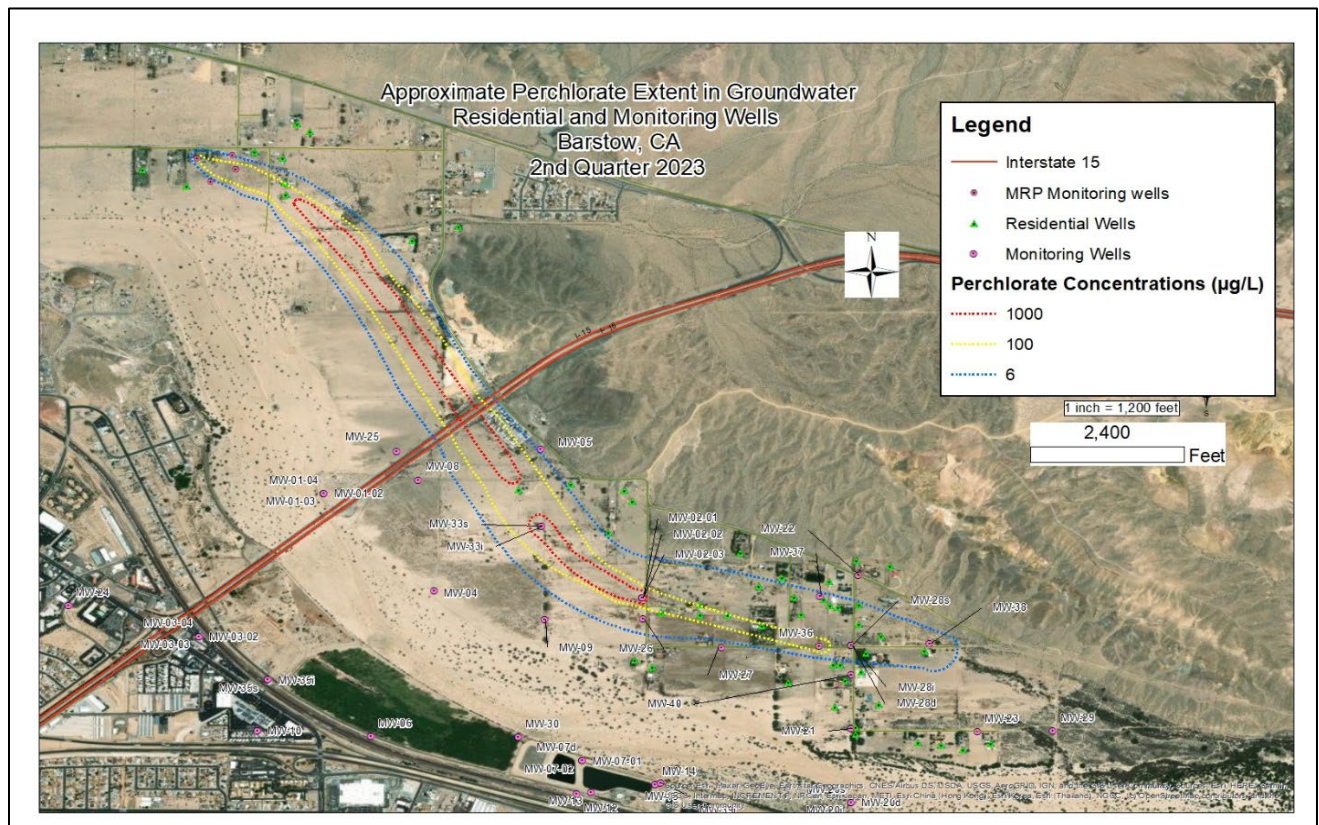 Approximate Perchlorate Extent in Groundwater
Residential and Monitoring Wells
Barstow, CA
2nd Quarter 2023
Legend
Interstate 15
MRP Monitoring wells
Residential Wells
Monitoring Wells
Perchlorate Concentrations (µg/L)
1000
100
6
N
1 inch = 1,200 feet
2,400
Feet
I-15
I-15
MW-25
MW-05
MW-08
MW-01-04
MW-01-02
MW-01-03
MW-02-01
MW-02-02
MW-02-03
MW-22
MW-37
MW-33s
MW-33i
MW-04
MW-24
MW-28s
MW-38
MW-03-04
MW-03-02
MW-03-03
MW-09
MW-26
MW-36
MW-27
MW-35i
MW-35s
MW-40
MW-28i
MW-28d
MW-10
MW-06
MW-30
MW-21
MW-23
MW-29
MW-07d
MW-07-01
MW-07-02
MW-14
MW-13
MW-12
MW-20d